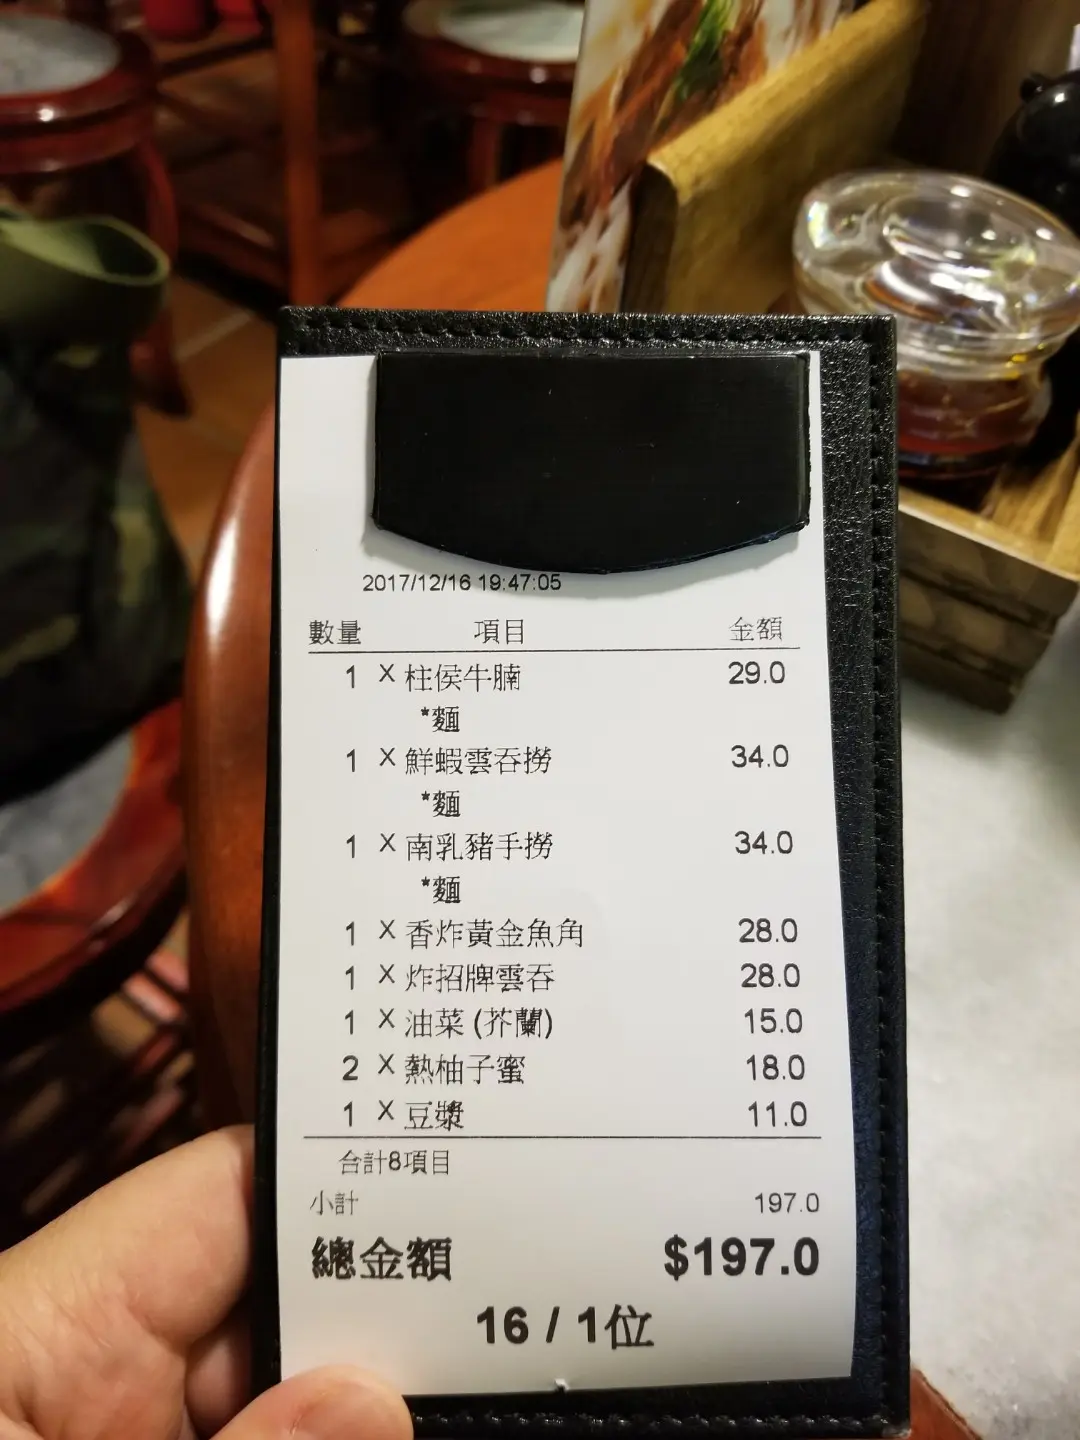 2017/12/16 19:47:05
數量 項目 金額
1 X 柱侯牛腩 29.0
*麵
1 X 鮮蝦雲吞撈 34.0
*麵
1 X 南乳豬手撈 34.0
*麵
1 X 香炸黃金魚角 28.0
1 X 炸招牌雲吞 28.0
1 X 油菜 (芥蘭) 15.0
2 X 熱柚子蜜 18.0
1 X 豆漿 11.0
合計8項目
小計 197.0
總金額 $197.0
16 / 1位